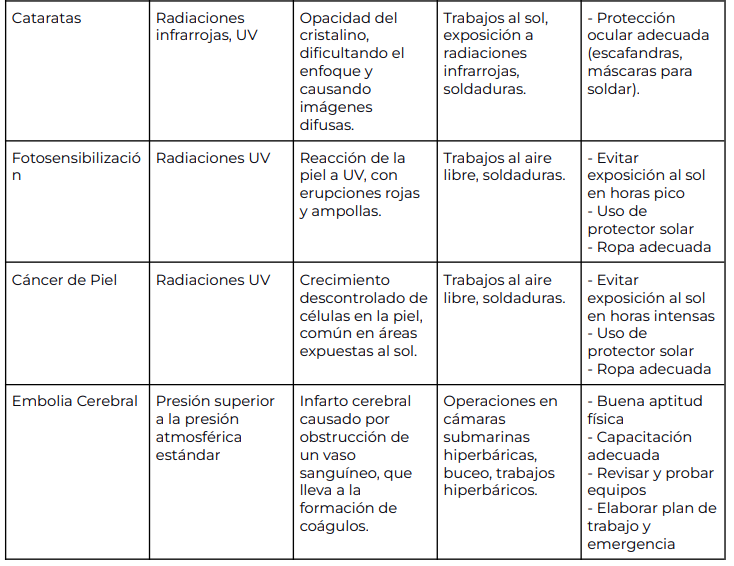 Cataratas
Radiaciones
infrarrojas, UV
Opacidad del
cristalino,
dificultando el
enfoque y
causando
imágenes
difusas.
Trabajos al sol,
exposición a
radiaciones
infrarrojas,
soldaduras.
- Protección
ocular adecuada
(escafandras,
máscaras para
soldar).
Fotosensibilizació
n
Radiaciones UV
Reacción de la
piel a UV, con
erupciones rojas
y ampollas.
Trabajos al aire
libre, soldaduras.
- Evitar
exposición al sol
en horas pico
- Uso de
protector solar
- Ropa adecuada
Cáncer de Piel
Radiaciones UV
Crecimiento
descontrolado de
células en la piel,
común en áreas
expuestas al sol.
Trabajos al aire
libre, soldaduras.
- Evitar
exposición al sol
en horas intensas
- Uso de
protector solar
- Ropa adecuada
Embolia Cerebral
Presión superior
a la presión
atmosférica
estándar
Infarto cerebral
causado por
obstrucción de
un vaso
sanguíneo, que
lleva a la
formación de
coágulos.
Operaciones en
cámaras
submarinas
hiperbáricas,
buceo, trabajos
hiperbáricos.
- Buena aptitud
física
- Capacitación
adecuada
- Revisar y probar
equipos
- Elaborar plan de
trabajo y
emergencia